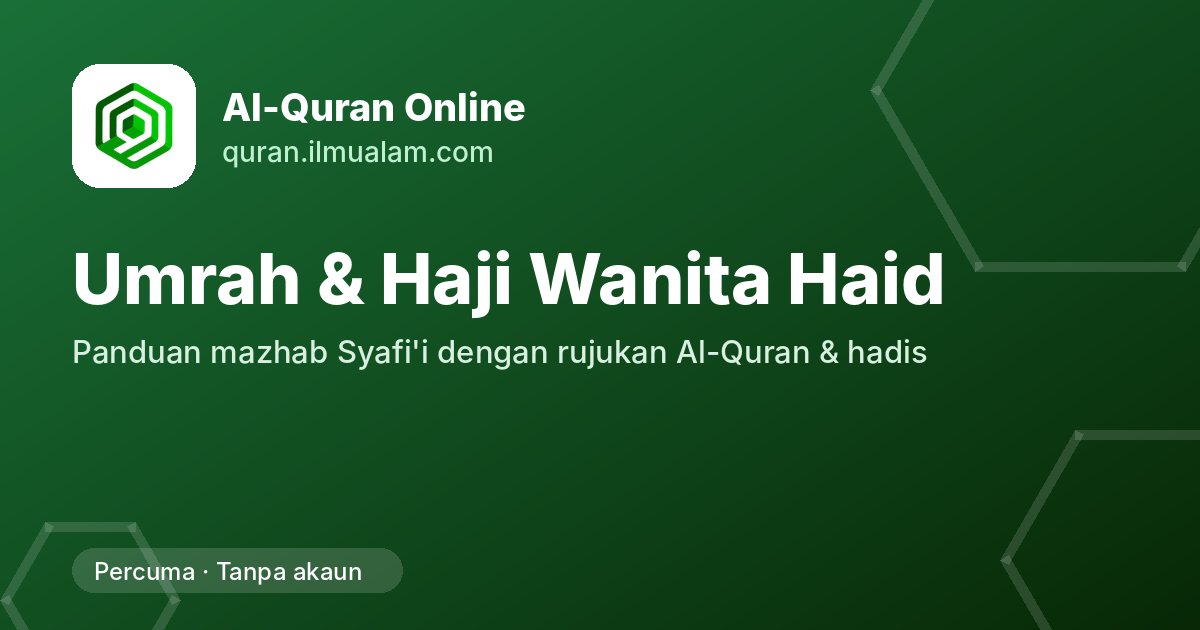 Al-Quran Online
quran.ilmualam.com
Umrah & Haji Wanita Haid
Panduan mazhab Syafi'i dengan rujukan Al-Quran & hadis
Percuma · Tanpa akaun